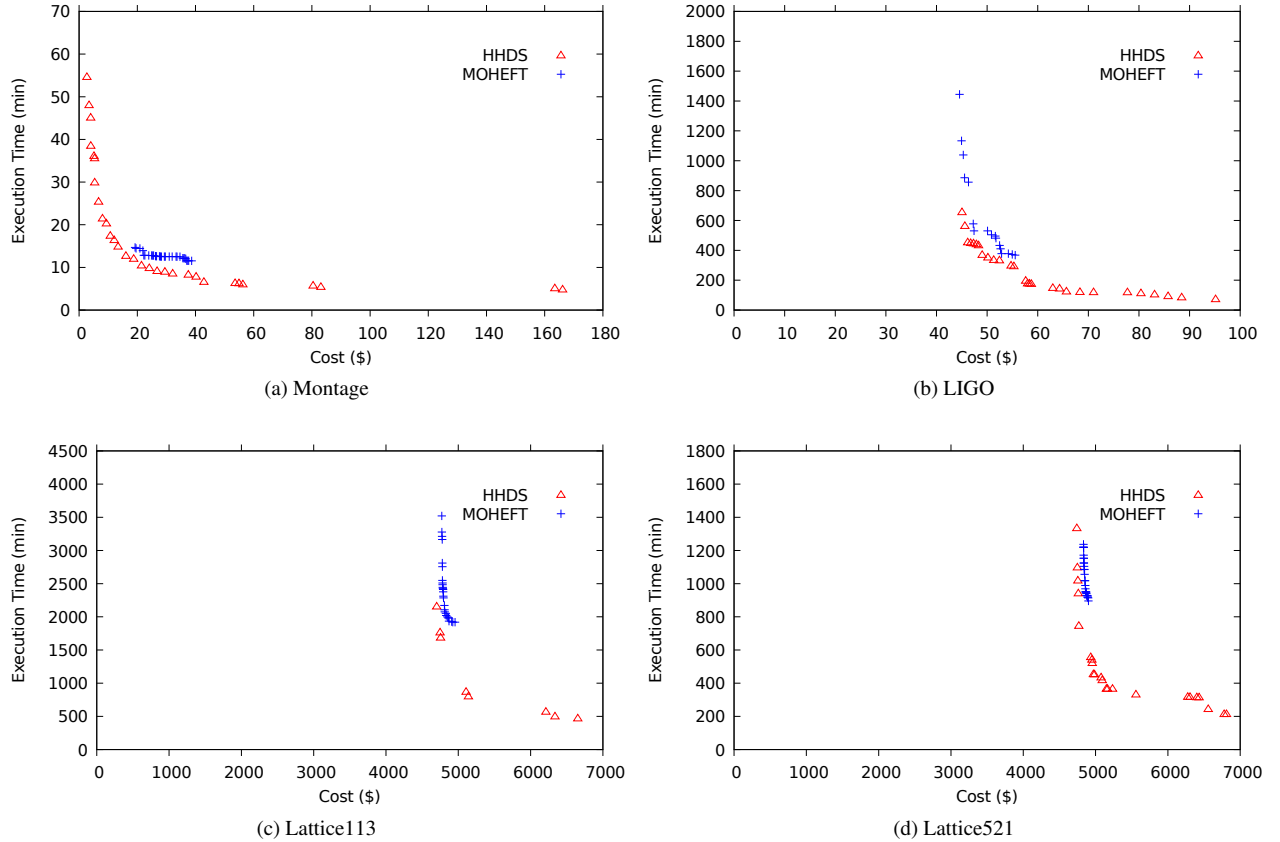 70
60
50
40
30
20
10
0
0 20 40 60 80 100 120 140 160 180
Execution Time (min)
Cost ($)
HHDS
MOHEFT
(a) Montage
2000
1800
1600
1400
1200
1000
800
600
400
200
0
0 10 20 30 40 50 60 70 80 90 100
Execution Time (min)
Cost ($)
HHDS
MOHEFT
(b) LIGO
4500
4000
3500
3000
2500
2000
1500
1000
500
0
0 1000 2000 3000 4000 5000 6000 7000
Execution Time (min)
Cost ($)
HHDS
MOHEFT
(c) Lattice113
1800
1600
1400
1200
1000
800
600
400
200
0
0 1000 2000 3000 4000 5000 6000 7000
Execution Time (min)
Cost ($)
HHDS
MOHEFT
(d) Lattice521